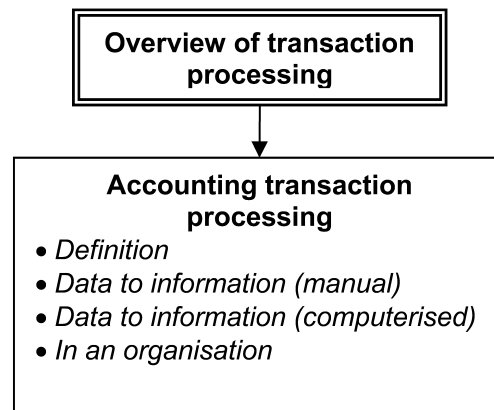 Overview of transaction
processing
Accounting transaction
processing
• Definition
• Data to information (manual)
• Data to information (computerised)
• In an organisation